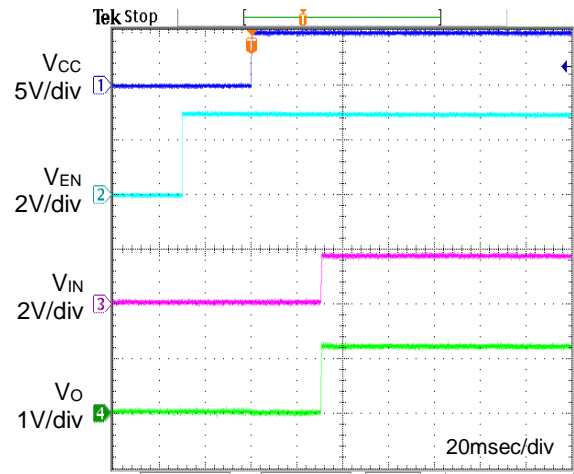 Tek Stop
T
T
VCC
5V/div
1
VEN
2V/div
2
VIN
2V/div
3
VO
1V/div
4
20msec/div